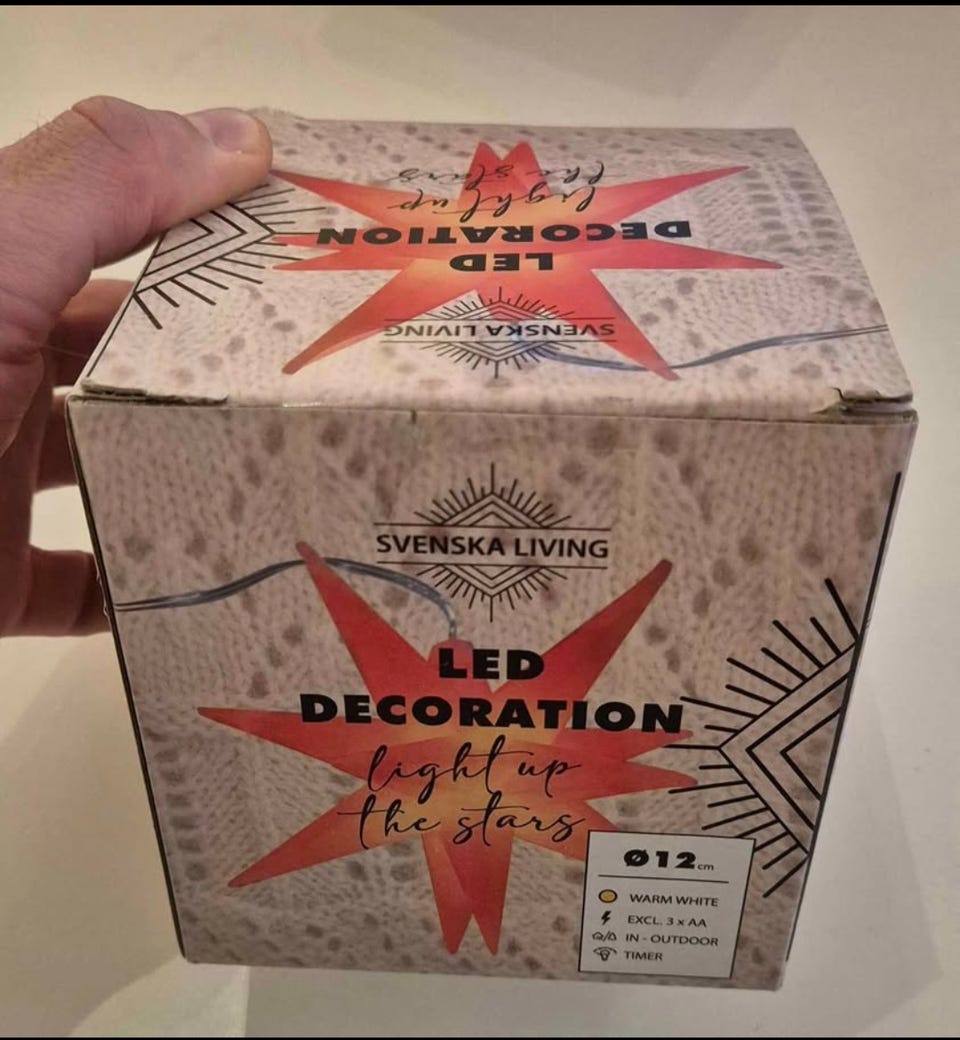 light up
the stars
DECORATION
LED
SVENSKA LIVING
SVENSKA LIVING
LED
DECORATION
light up
the stars
Ø12cm
WARM WHITE
EXCL. 3 x AA
IN - OUTDOOR
TIMER